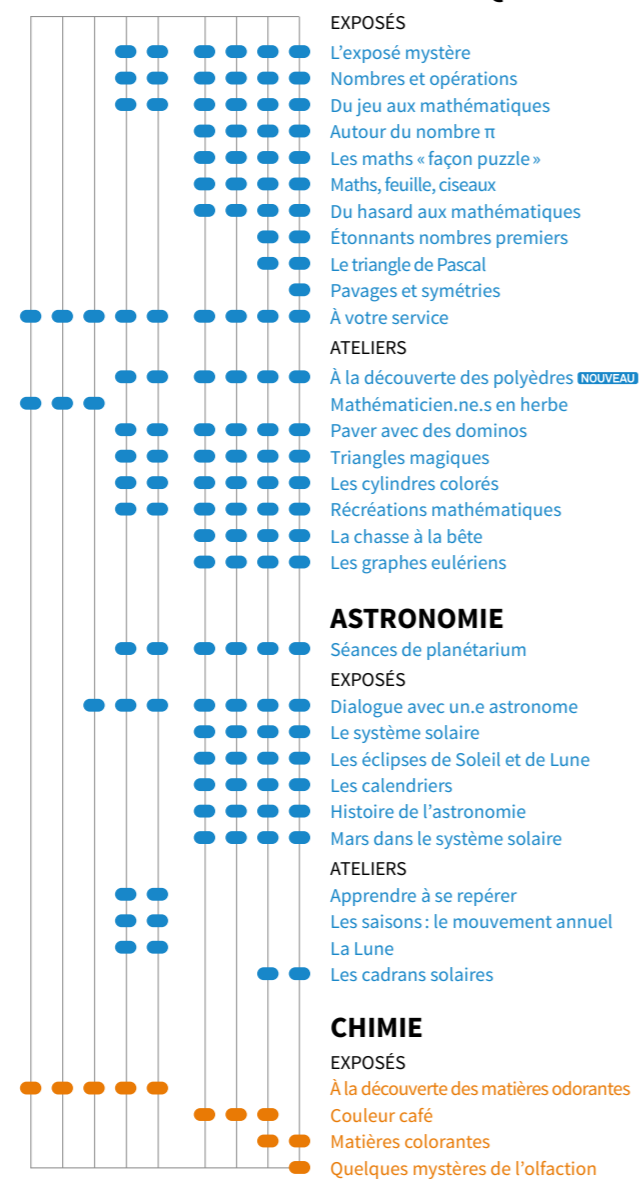 EXPOSÉS
L'exposé mystère
Nombres et opérations
Du jeu aux mathématiques
Autour du nombre π
Les maths « façon puzzle »
Maths, feuille, ciseaux
Du hasard aux mathématiques
Étonnants nombres premiers
Le triangle de Pascal
Pavages et symétries
À votre service
ATELIERS
À la découverte des polyèdres NOUVEAU
Mathématicien.ne.s en herbe
Paver avec des dominos
Triangles magiques
Les cylindres colorés
Récréations mathématiques
La chasse à la bête
Les graphes eulériens
ASTRONOMIE
Séances de planétarium
EXPOSÉS
Dialogue avec un.e astronome
Le système solaire
Les éclipses de Soleil et de Lune
Les calendriers
Histoire de l'astronomie
Mars dans le système solaire
ATELIERS
Apprendre à se repérer
Les saisons : le mouvement annuel
La Lune
Les cadrans solaires
CHIMIE
EXPOSÉS
À la découverte des matières odorantes
Couleur café
Matières colorantes
Quelques mystères de l'olfaction